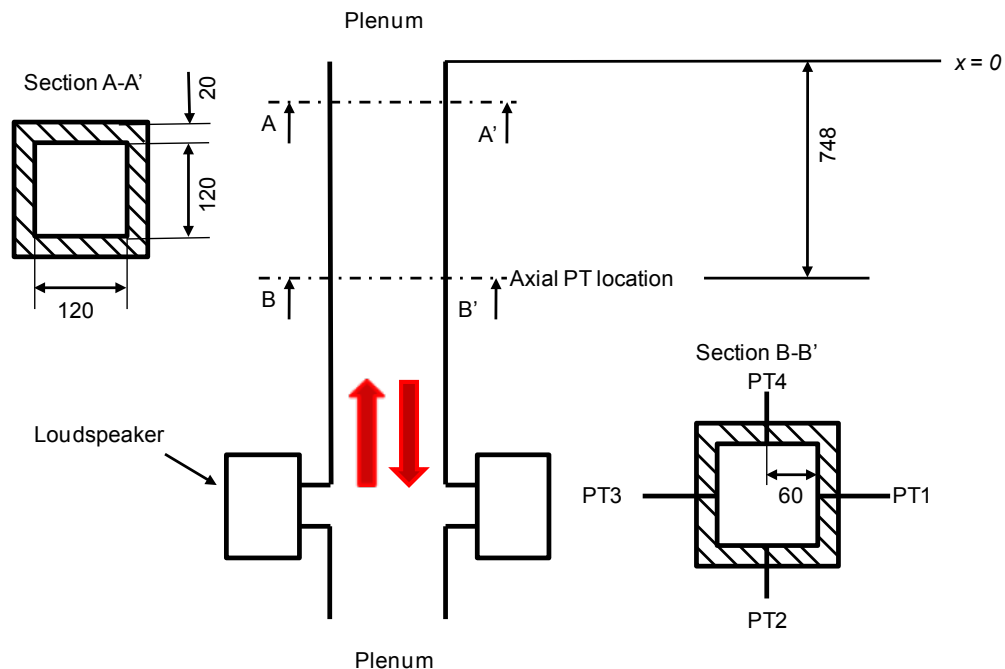 Plenum
Section A-A’
20
120
120
x = 0
A
A’
748
B
B’
Axial PT location
Section B-B’
PT4
PT3
60
PT1
PT2
Loudspeaker
Plenum